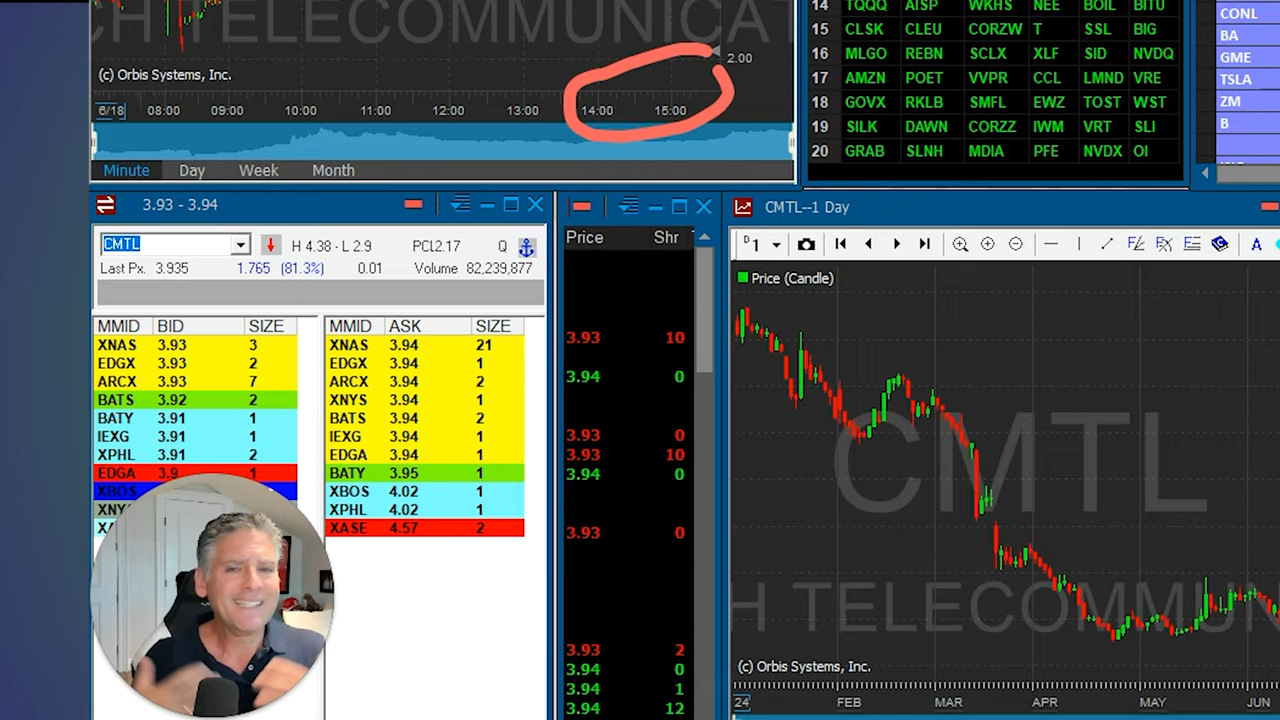 CH TELECOMMUNICAT
2.00
(c) Orbis Systems, Inc.
6/18 08:00 09:00 10:00 11:00 12:00 13:00 14:00 15:00
Minute Day Week Month
14 TQQQ AISP WKHS NEE BOIL BITU
15 CLSK CLEU CORZW T SSL BIG
16 MLGO REBN SCLX XLF SID NVDQ
17 AMZN POET VVPR CCL LMND VRE
18 GOVX RKLB SMFL EWZ TOST WST
19 SILK DAWN CORZZ IWM VRT SLI
20 GRAB SLNH MDIA PFE NVDX OI
CONL
BA
GME
TSLA
ZM
B
3.93 - 3.94
CMTL H 4.38 - L 2.9 PCL2.17 Q
Last Px. 3.935 1.765 (81.3%) 0.01 Volume 82,239,877
MMID BID SIZE MMID ASK SIZE
XNAS 3.93 3 XNAS 3.94 21
EDGX 3.93 2 EDGX 3.94 1
ARCX 3.93 7 ARCX 3.94 2
BATS 3.92 2 XNYS 3.94 1
BATY 3.91 1 BATS 3.94 2
IEXG 3.91 1 IEXG 3.94 1
XPHL 3.91 2 EDGA 3.94 1
EDGA 3.9 1 BATY 3.95 1
XBOS XBOS 4.02 1
XPHL 4.02 1
XASE 4.57 2
Price Shr
3.93 10
3.94 0
3.93 0
3.93 10
3.94 0
3.93 0
3.93 2
3.94 0
3.94 1
3.94 12
CMTL--1 Day
D 1 A
Price (Candle)
CMTL
H TELECOMMUN
(c) Orbis Systems, Inc.
24 FEB MAR APR MAY JUN